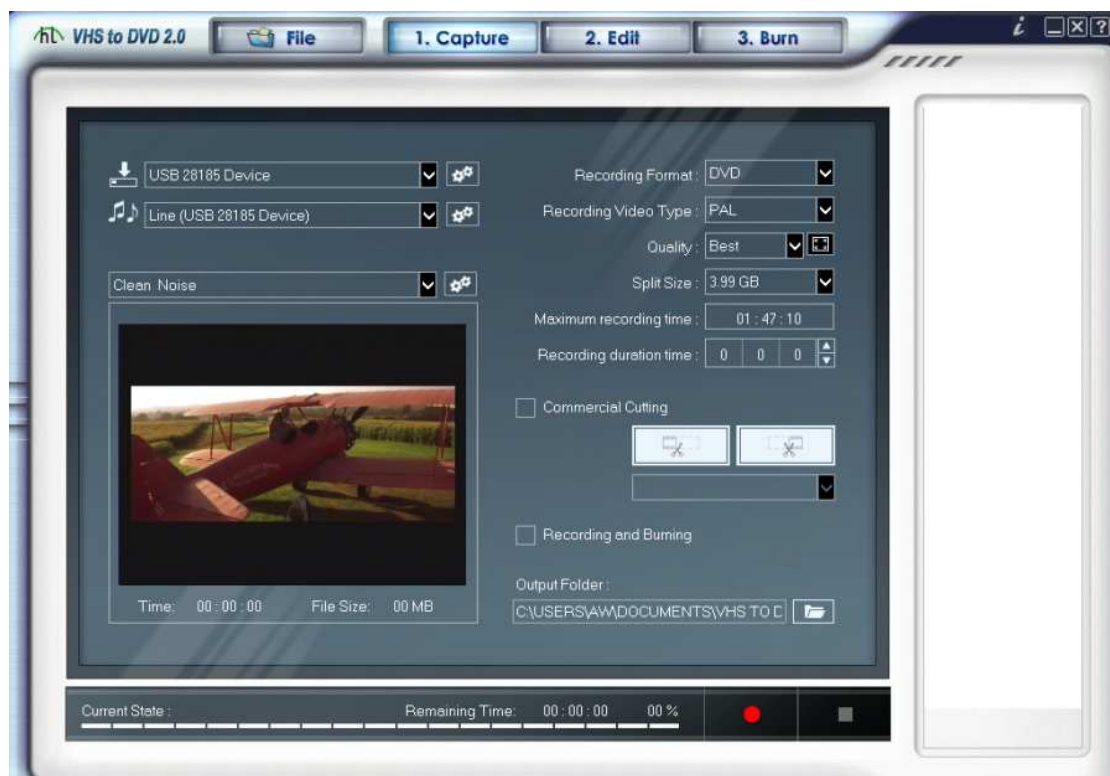 VHS to DVD 2.0
File
1. Capture
2. Edit
3. Burn
i
?
USB 28185 Device
Line (USB 28185 Device)
Clean Noise
Time: 00 : 00 : 00 File Size: 00 MB
Recording Format : DVD
Recording Video Type : PAL
Quality : Best
Split Size : 3.99 GB
Maximum recording time : 01 : 47 : 10
Recording duration time : 0 0 0
Commercial Cutting
Recording and Burning
Output Folder :
C:\USERS\AW\DOCUMENTS\VHS TO D
Current State : Remaining Time: 00 : 00 : 00 00 %